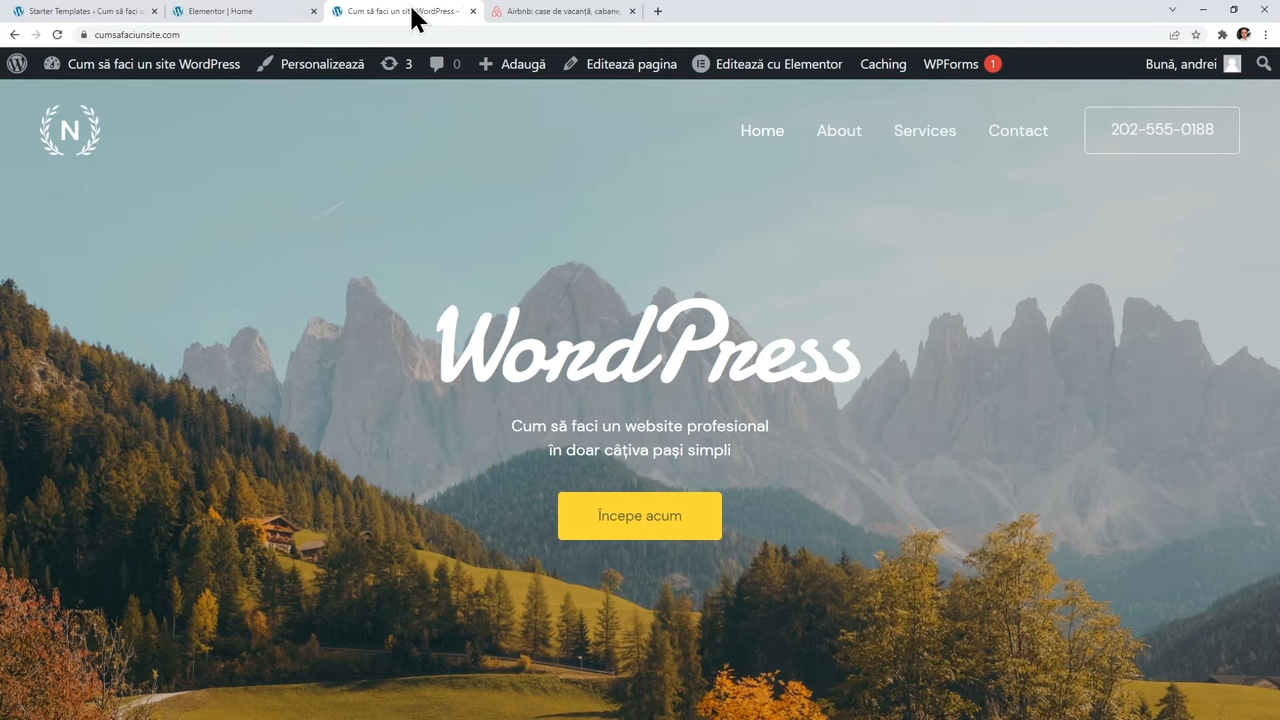 Starter Templates ‹ Cum să faci u
Elementor | Home
Cum să faci un sit WordPress –
Airbnb: case de vacanță, cabane,
cumsafaciunsite.com
Cum să faci un site WordPress
Personalizează
3
0
Adaugă
Editează pagina
Editează cu Elementor
Caching
WPForms 1
Bună, andrei
N
Home
About
Services
Contact
202-555-0188
WordPress
Cum să faci un website profesional
în doar câțiva pași simpli
Începe acum